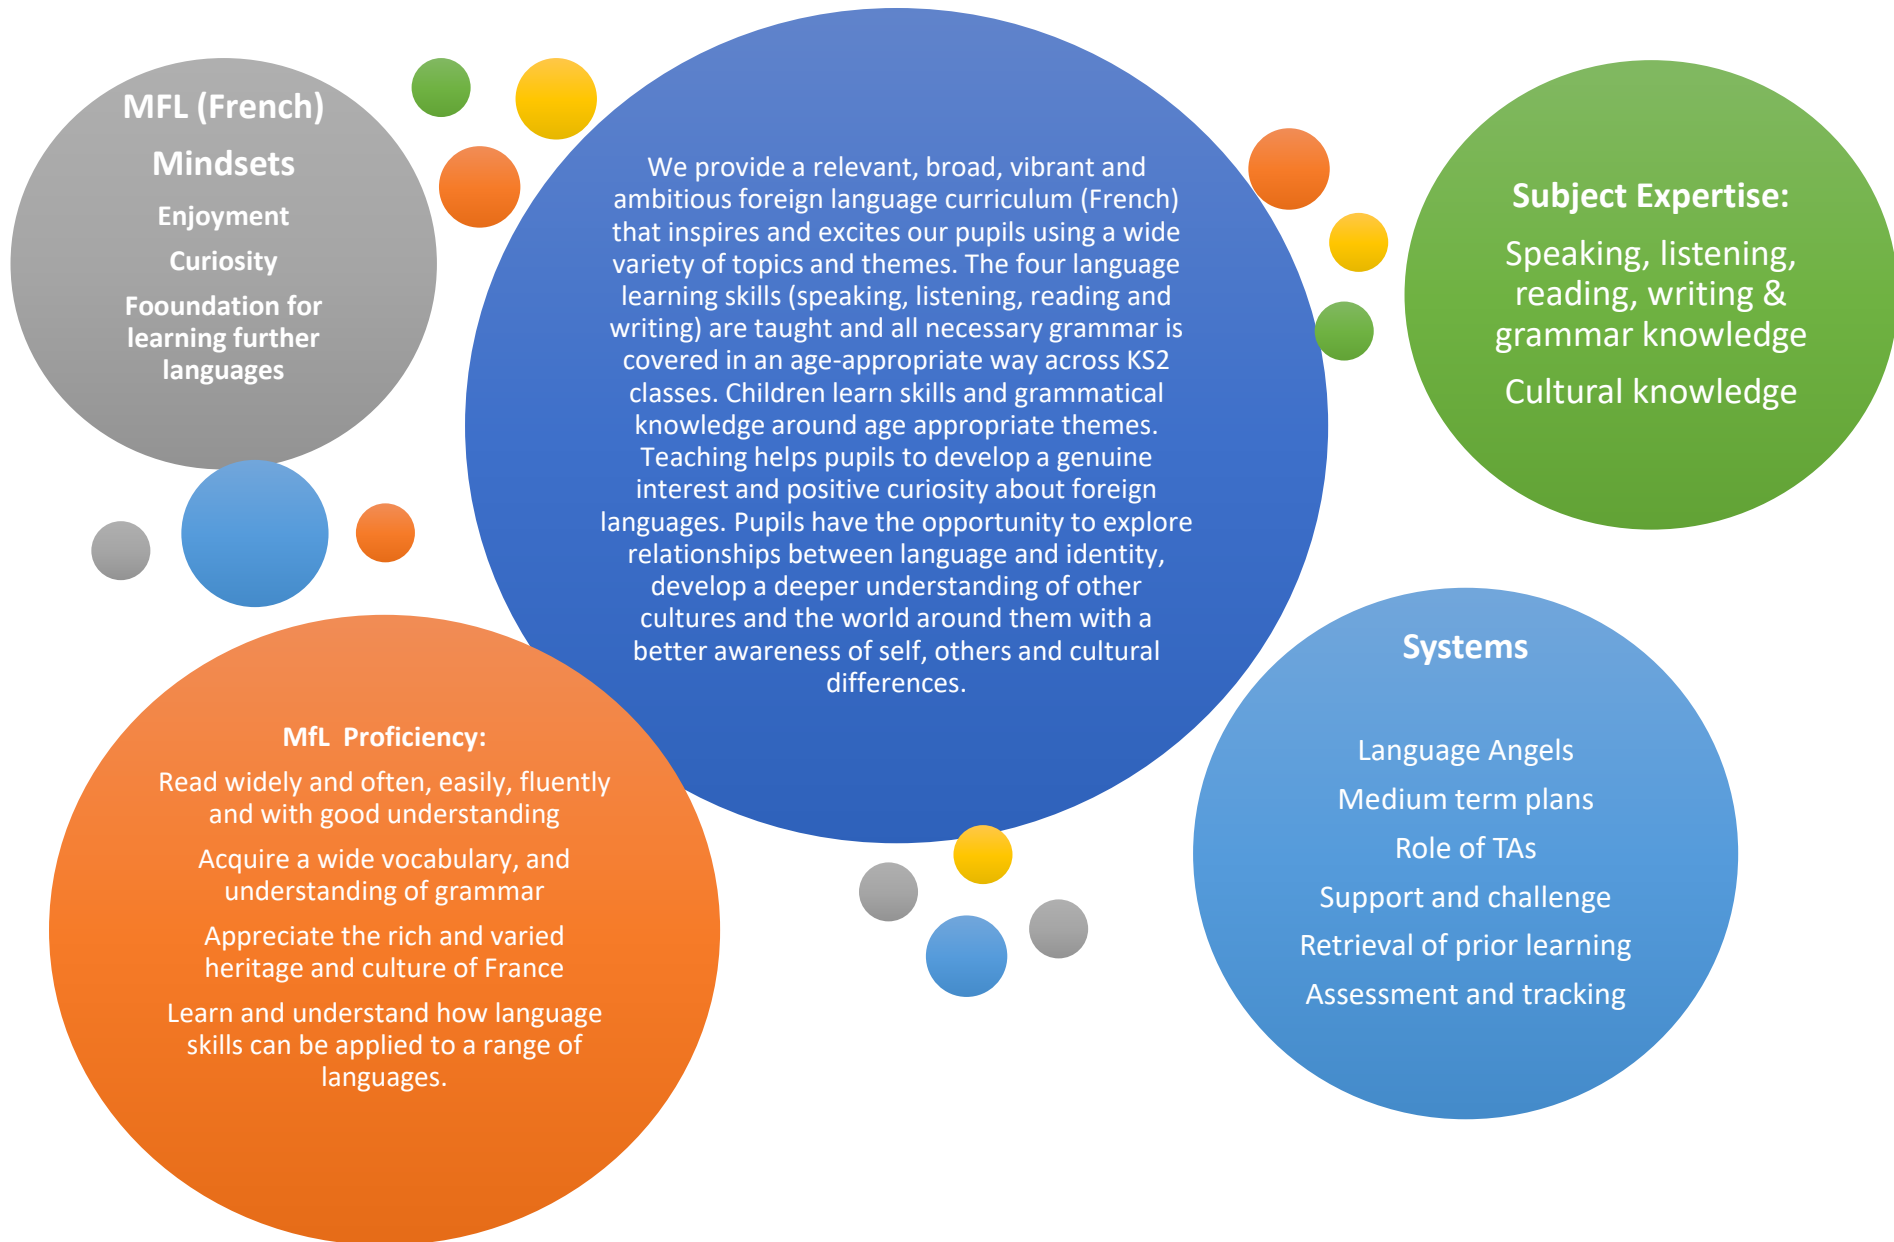 MFL (French)
Mindsets
Enjoyment
Curiosity
Fooundation for
learning further
languages
We provide a relevant, broad, vibrant and
ambitious foreign language curriculum (French)
that inspires and excites our pupils using a wide
variety of topics and themes. The four language
learning skills (speaking, listening, reading and
writing) are taught and all necessary grammar is
covered in an age-appropriate way across KS2
classes. Children learn skills and grammatical
knowledge around age appropriate themes.
Teaching helps pupils to develop a genuine
interest and positive curiosity about foreign
languages. Pupils have the opportunity to explore
relationships between language and identity,
develop a deeper understanding of other
cultures and the world around them with a
better awareness of self, others and cultural
differences.
Subject Expertise:
Speaking, listening,
reading, writing &
grammar knowledge
Cultural knowledge
MfL  Proficiency:
Read widely and often, easily, fluently
and with good understanding
Acquire a wide vocabulary, and
understanding of grammar
Appreciate the rich and varied
heritage and culture of France
Learn and understand how language
skills can be applied to a range of
languages.
Systems
Language Angels
Medium term plans
Role of TAs
Support and challenge
Retrieval of prior learning
Assessment and tracking